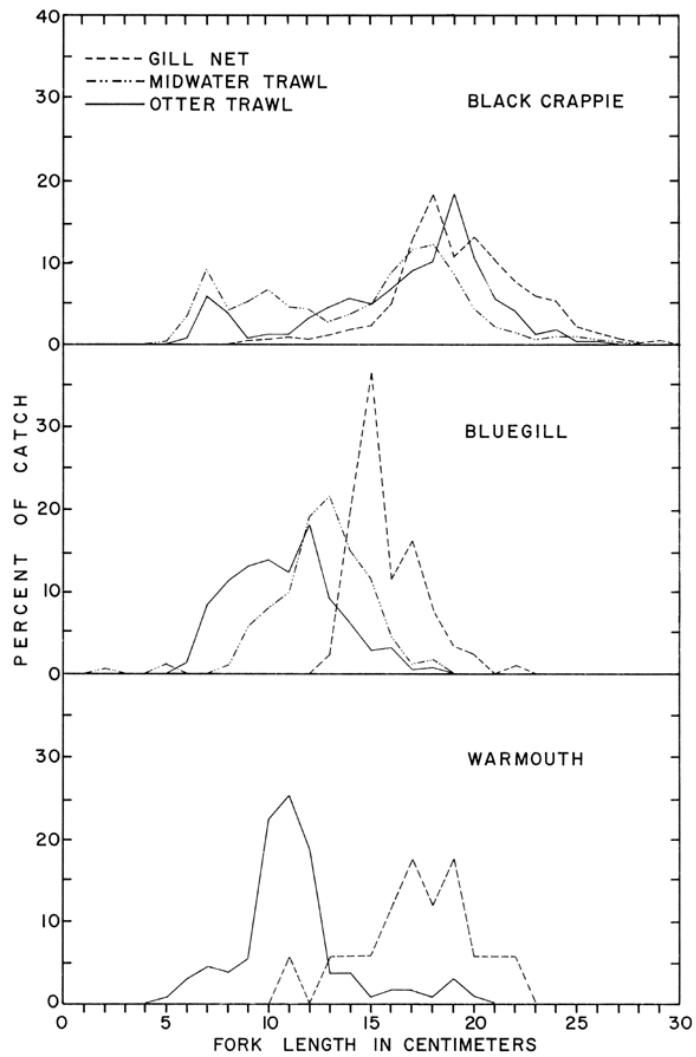 40
GILL NET
MIDWATER TRAWL
OTTER TRAWL
BLACK CRAPPIE
30
20
10
0
BLUEGILL
30
20
10
0
WARMOUTH
30
20
10
0
PERCENT OF CATCH
0 5 10 15 20 25 30
FORK LENGTH IN CENTIMETERS